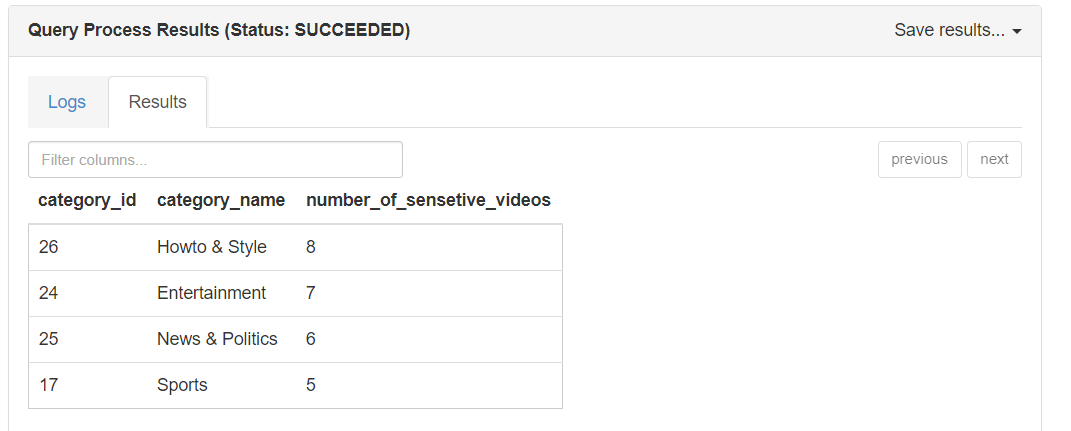 Query Process Results (Status: SUCCEEDED) Save results...
Logs Results
Filter columns... previous next
category_id category_name number_of_sensetive_videos
26 Howto & Style 8
24 Entertainment 7
25 News & Politics 6
17 Sports 5